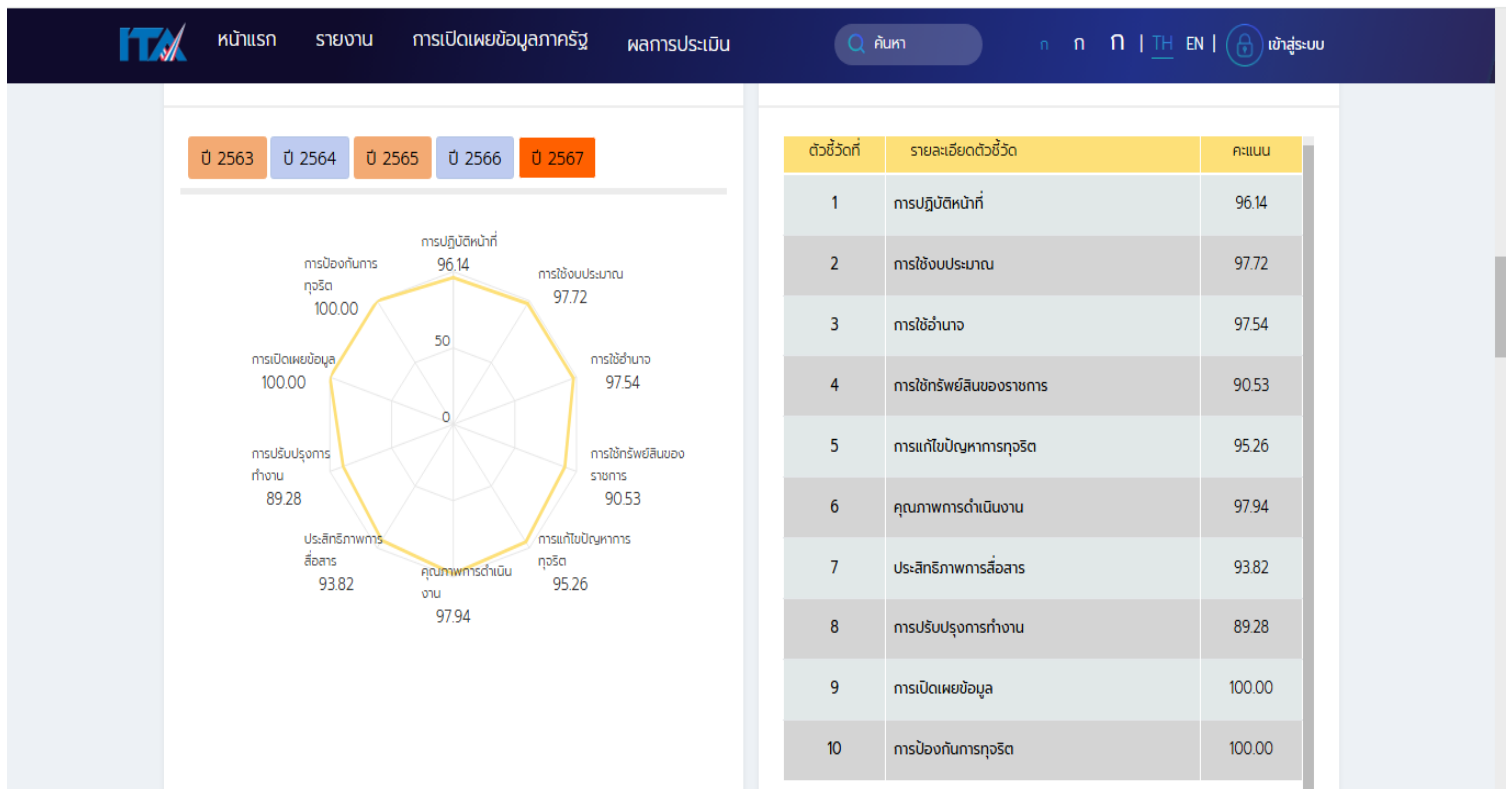 ITA หน้าแรก รายงาน การเปิดเผยข้อมูลภาครัฐ ผลการประเมิน ค้นหา ก ก ก | TH EN | เข้าสู่ระบบ
ปี 2563 ปี 2564 ปี 2565 ปี 2566 ปี 2567
การปฏิบัติหน้าที่
96.14
การใช้งบประมาณ
97.72
การใช้อำนาจ
97.54
การใช้ทรัพย์สินของ
ราชการ
90.53
การแก้ไขปัญหาการ
ทุจริต
95.26
คุณภาพการดำเนิน
งาน
97.94
ประสิทธิภาพการ
สื่อสาร
93.82
การปรับปรุงการ
ทำงาน
89.28
การเปิดเผยข้อมูล
100.00
การป้องกันการ
ทุจริต
100.00
50
0
ตัวชี้วัดที่ รายละเอียดตัวชี้วัด คะแนน
1 การปฏิบัติหน้าที่ 96.14
2 การใช้งบประมาณ 97.72
3 การใช้อำนาจ 97.54
4 การใช้ทรัพย์สินของราชการ 90.53
5 การแก้ไขปัญหาการทุจริต 95.26
6 คุณภาพการดำเนินงาน 97.94
7 ประสิทธิภาพการสื่อสาร 93.82
8 การปรับปรุงการทำงาน 89.28
9 การเปิดเผยข้อมูล 100.00
10 การป้องกันการทุจริต 100.00